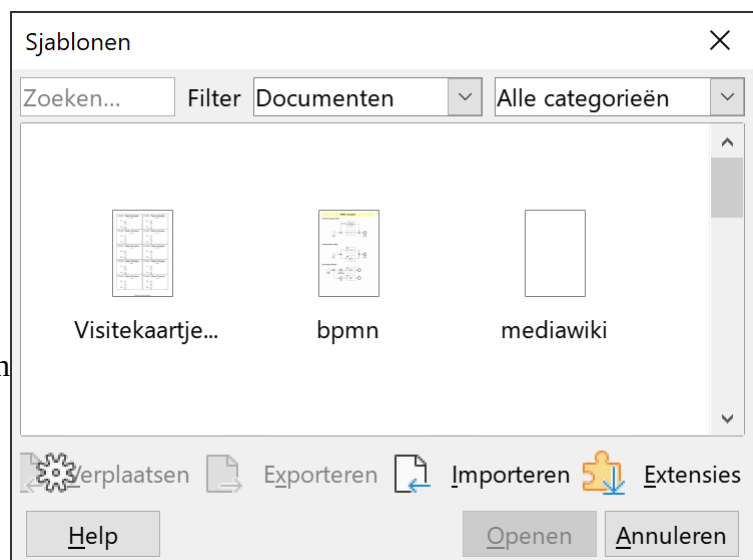 Sjablonen
Zoeken... Filter Documenten Alle categorieën
Visitekaartje... bpmn mediawiki
Verplaatsen Exporteren Importeren Extensies
Help Openen Annuleren